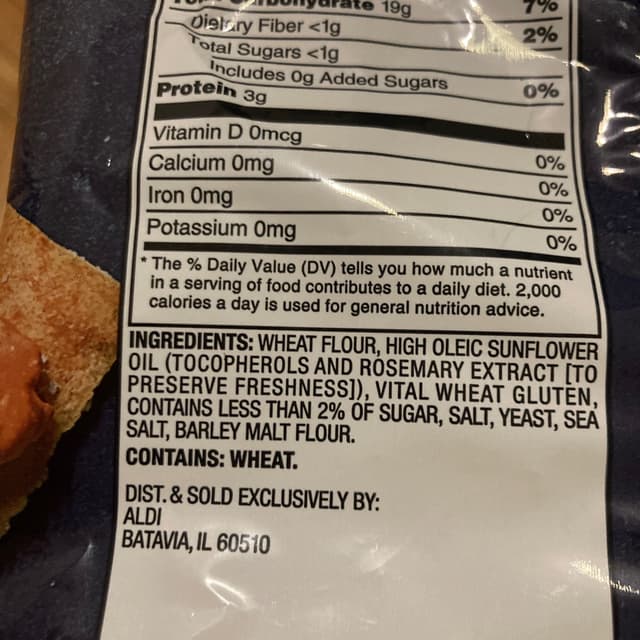 Carbohydrate 19g 7%
Dietary Fiber <1g 2%
Total Sugars <1g
Includes 0g Added Sugars 0%
Protein 3g
Vitamin D 0mcg 0%
Calcium 0mg 0%
Iron 0mg 0%
Potassium 0mg 0%
* The % Daily Value (DV) tells you how much a nutrient
in a serving of food contributes to a daily diet. 2,000
calories a day is used for general nutrition advice.
INGREDIENTS: WHEAT FLOUR, HIGH OLEIC SUNFLOWER
OIL (TOCOPHEROLS AND ROSEMARY EXTRACT [TO
PRESERVE FRESHNESS]), VITAL WHEAT GLUTEN,
CONTAINS LESS THAN 2% OF SUGAR, SALT, YEAST, SEA
SALT, BARLEY MALT FLOUR.
CONTAINS: WHEAT.
DIST. & SOLD EXCLUSIVELY BY:
ALDI
BATAVIA, IL 60510